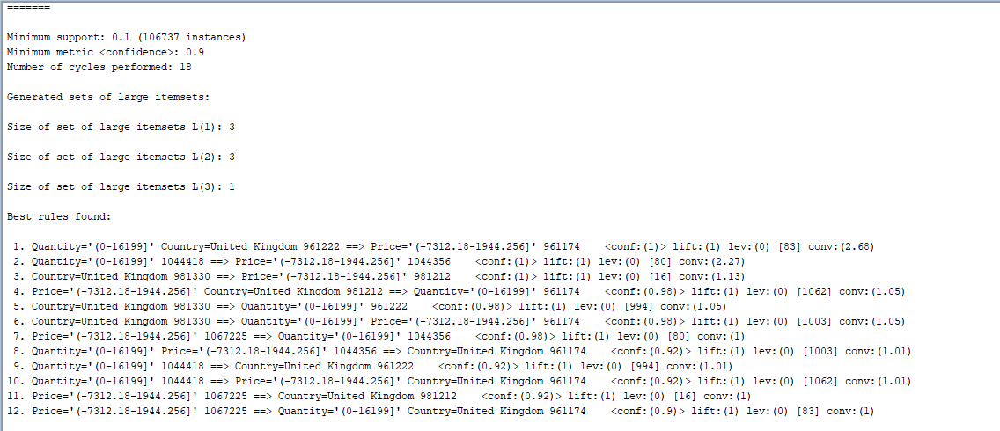 =======
Minimum support: 0.1 (106737 instances)
Minimum metric <confidence>: 0.9
Number of cycles performed: 18
Generated sets of large itemsets:
Size of set of large itemsets L(1): 3
Size of set of large itemsets L(2): 3
Size of set of large itemsets L(3): 1
Best rules found:
1. Quantity='(0-16199]' Country=United Kingdom 961222 ==> Price='(-7312.18-1944.256]' 961174 <conf:(1)> lift:(1) lev:(0) [83] conv:(2.68)
2. Quantity='(0-16199]' 1044418 ==> Price='(-7312.18-1944.256]' 1044356 <conf:(1)> lift:(1) lev:(0) [80] conv:(2.27)
3. Country=United Kingdom 981330 ==> Price='(-7312.18-1944.256]' 981212 <conf:(1)> lift:(1) lev:(0) [16] conv:(1.13)
4. Price='(-7312.18-1944.256]' Country=United Kingdom 981212 ==> Quantity='(0-16199]' 961174 <conf:(0.98)> lift:(1) lev:(0) [1062] conv:(1.05)
5. Country=United Kingdom 981330 ==> Quantity='(0-16199]' 961222 <conf:(0.98)> lift:(1) lev:(0) [994] conv:(1.05)
6. Country=United Kingdom 981330 ==> Quantity='(0-16199]' Price='(-7312.18-1944.256]' 961174 <conf:(0.98)> lift:(1) lev:(0) [1003] conv:(1.05)
7. Price='(-7312.18-1944.256]' 1067225 ==> Quantity='(0-16199]' 1044356 <conf:(0.98)> lift:(1) lev:(0) [80] conv:(1)
8. Quantity='(0-16199]' Price='(-7312.18-1944.256]' 1044356 ==> Country=United Kingdom 961174 <conf:(0.92)> lift:(1) lev:(0) [1003] conv:(1.01)
9. Quantity='(0-16199]' 1044418 ==> Country=United Kingdom 961222 <conf:(0.92)> lift:(1) lev:(0) [994] conv:(1.01)
10. Quantity='(0-16199]' 1044418 ==> Price='(-7312.18-1944.256]' Country=United Kingdom 961174 <conf:(0.92)> lift:(1) lev:(0) [1062] conv:(1.01)
11. Price='(-7312.18-1944.256]' 1067225 ==> Country=United Kingdom 981212 <conf:(0.92)> lift:(1) lev:(0) [16] conv:(1)
12. Price='(-7312.18-1944.256]' 1067225 ==> Quantity='(0-16199]' Country=United Kingdom 961174 <conf:(0.9)> lift:(1) lev:(0) [83] conv:(1)